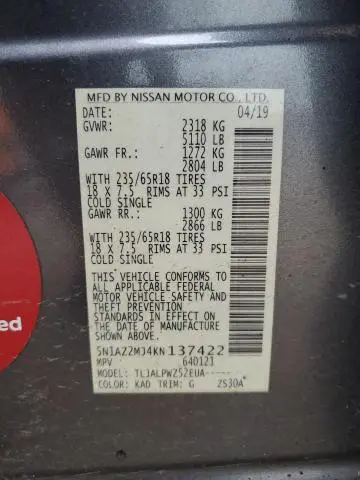 MFD BY NISSAN MOTOR CO., LTD.
DATE: 04/19
GVWR: 2318 KG
5110 LB
GAWR FR.: 1272 KG
2804 LB
WITH 235/65R18 TIRES
18 X 7.5 RIMS AT 33 PSI
COLD SINGLE
GAWR RR.: 1300 KG
2866 LB
WITH 235/65R18 TIRES
18 X 7.5 RIMS AT 33 PSI
COLD SINGLE
THIS VEHICLE CONFORMS TO
ALL APPLICABLE FEDERAL
MOTOR VEHICLE SAFETY
AND THEFT PREVENTION
STANDARDS IN EFFECT ON
THE DATE OF MANUFACTURE
SHOWN ABOVE.
ed
5N1AZ2MJ4KN137422
MPV 640121
MODEL: TLJALPWZ52EUA-----
COLOR: KAD TRIM: G ZS30A